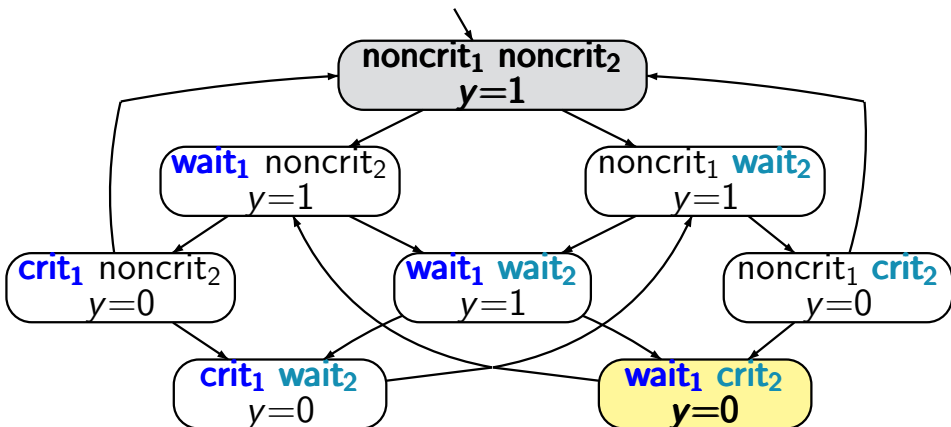 noncrit₁ noncrit₂
y=1
wait₁ noncrit₂
y=1
noncrit₁ wait₂
y=1
crit₁ noncrit₂
y=0
wait₁ wait₂
y=1
noncrit₁ crit₂
y=0
crit₁ wait₂
y=0
wait₁ crit₂
y=0